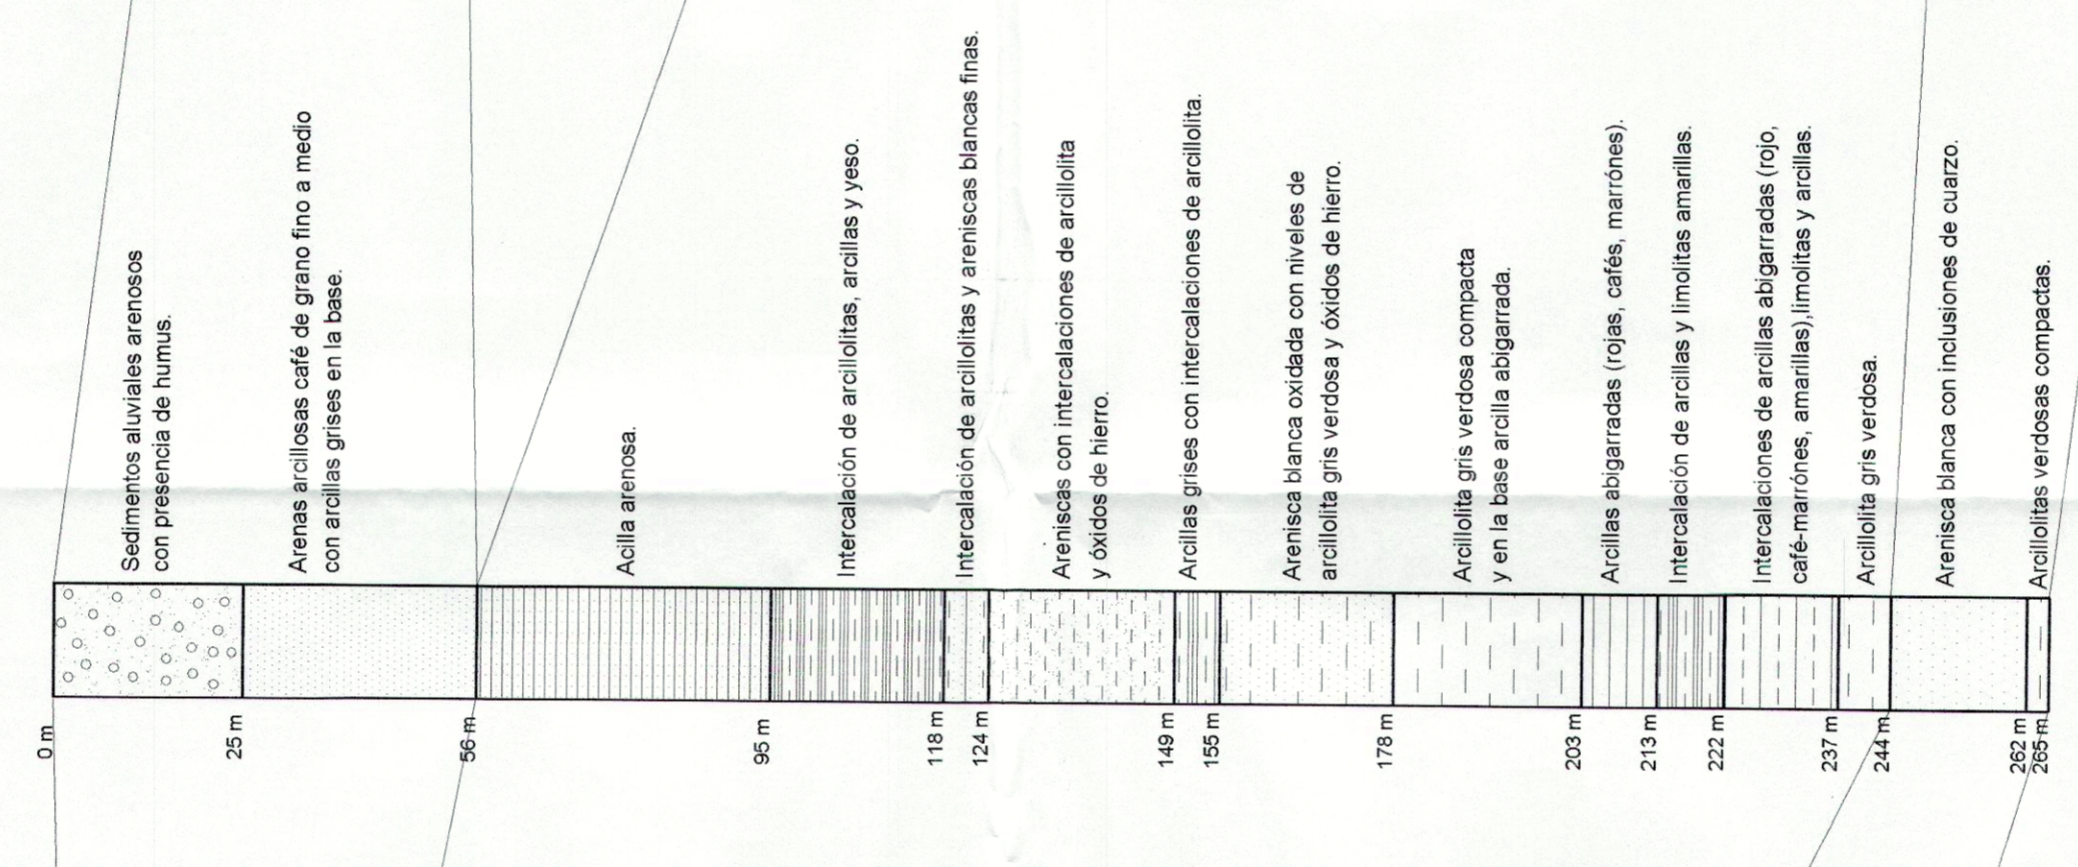 0 m
Sedimentos aluviales arenosos
con presencia de humus.
25 m
Arenas arcillosas café de grano fino a medio
con arcillas grises en la base.
56 m
Acilla arenosa.
95 m
Intercalación de arcillolitas, arcillas y yeso.
118 m
Intercalación de arcillolitas y areniscas blancas finas.
124 m
Areniscas con intercalaciones de arcillolita
y óxidos de hierro.
149 m
Arcillas grises con intercalaciones de arcillolita.
155 m
Arenisca blanca oxidada con niveles de
arcillolita gris verdosa y óxidos de hierro.
178 m
Arcillolita gris verdosa compacta
y en la base arcilla abigarrada.
203 m
Arcillas abigarradas (rojas, cafés, marrónes).
213 m
Intercalación de arcillas y limolitas amarillas.
222 m
Intercalaciones de arcillas abigarradas (rojo,
café-marrónes, amarillas),limolitas y arcillas.
237 m
Arcillolita gris verdosa.
244 m
Arenisca blanca con inclusiones de cuarzo.
262 m
Arcillolitas verdosas compactas.
265 m